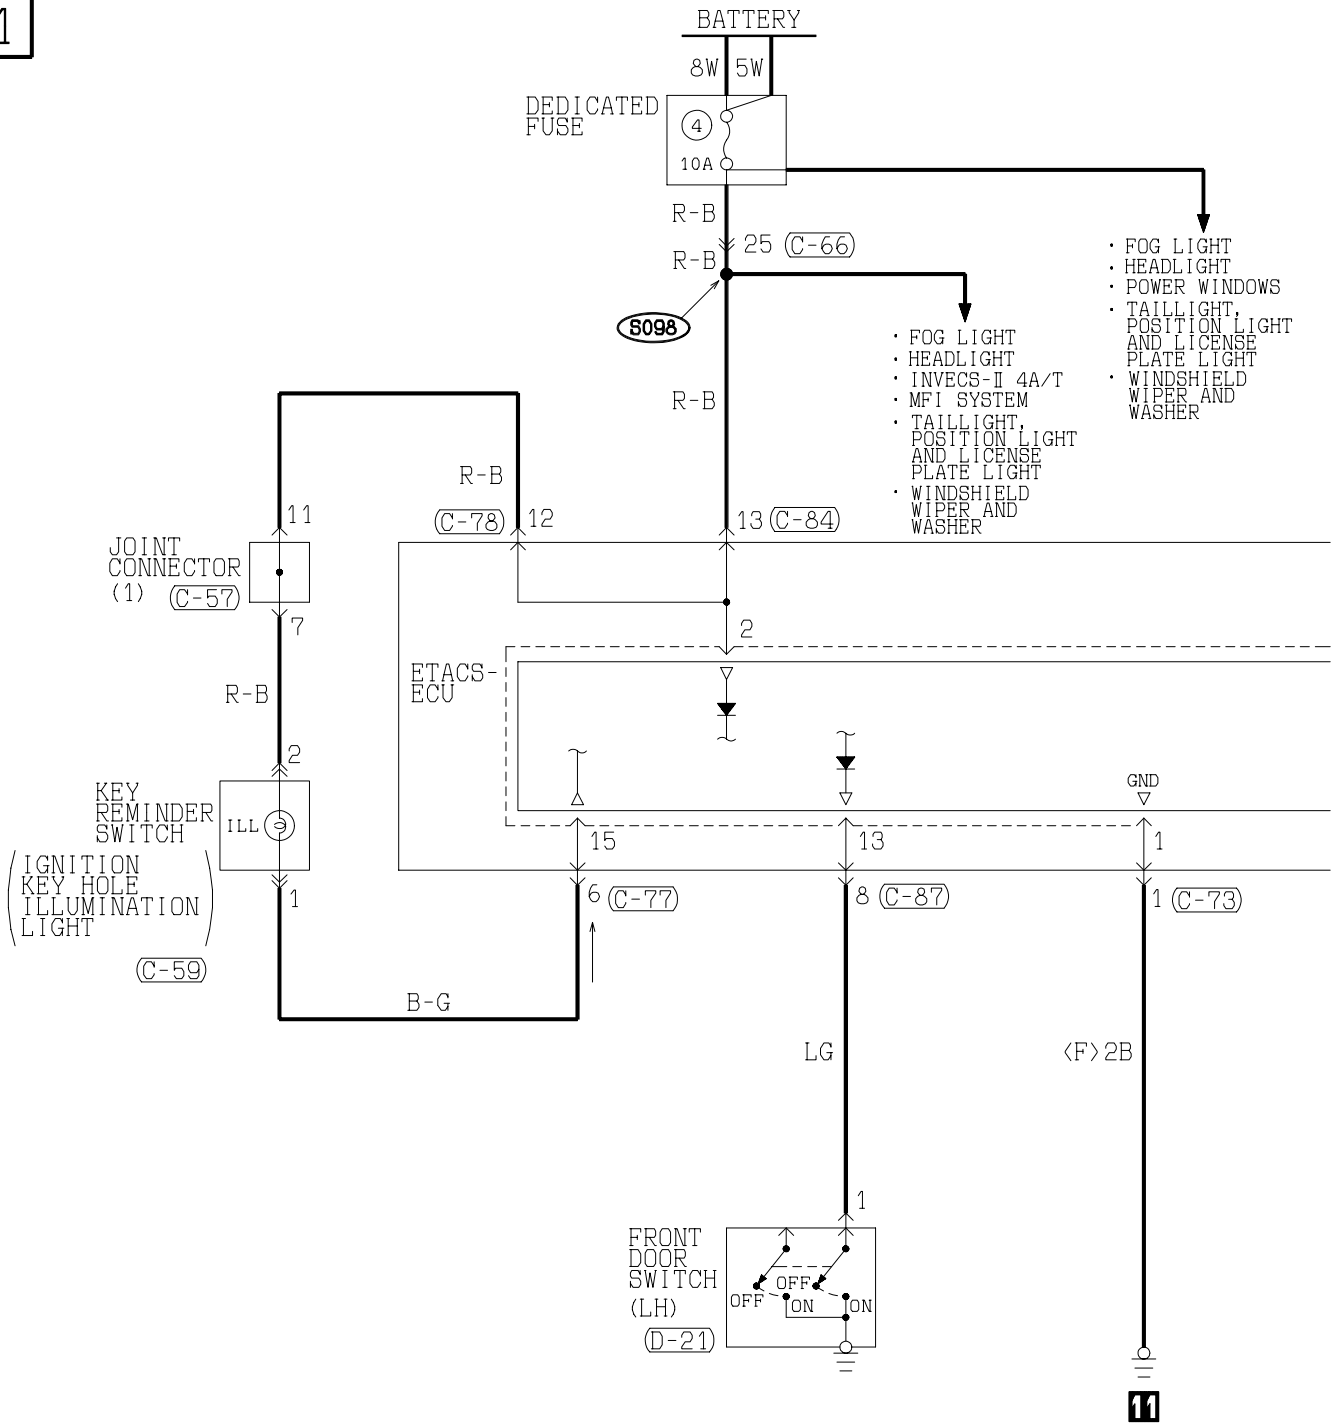 1
BATTERY
8W
5W
DEDICATED
FUSE
4
10A
R-B
25
C-66
R-B
S098
· FOG LIGHT
· HEADLIGHT
· POWER WINDOWS
· TAILLIGHT,
POSITION LIGHT
AND LICENSE
PLATE LIGHT
· WINDSHIELD
WIPER AND
WASHER
· FOG LIGHT
· HEADLIGHT
· INVECS-Ⅱ 4A/T
· MFI SYSTEM
· TAILLIGHT,
POSITION LIGHT
AND LICENSE
PLATE LIGHT
· WINDSHIELD
WIPER AND
WASHER
R-B
R-B
11
C-78
12
13
C-84
JOINT
CONNECTOR
(1)
C-57
7
2
ETACS-
ECU
R-B
2
GND
KEY
REMINDER
SWITCH
ILL
15
13
1
(IGNITION
KEY HOLE
ILLUMINATION
LIGHT)
1
6
C-77
8
C-87
1
C-73
C-59
B-G
LG
<F>2B
1
FRONT
DOOR
SWITCH
(LH)
D-21
OFF
ON
OFF
ON
11